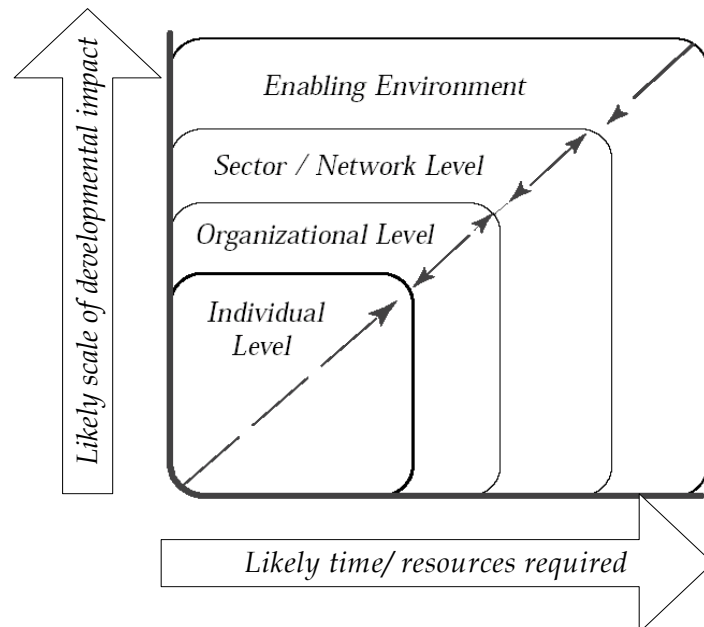 Enabling Environment
Sector / Network Level
Organizational Level
Individual
Level
Likely scale of developmental impact
Likely time/ resources required